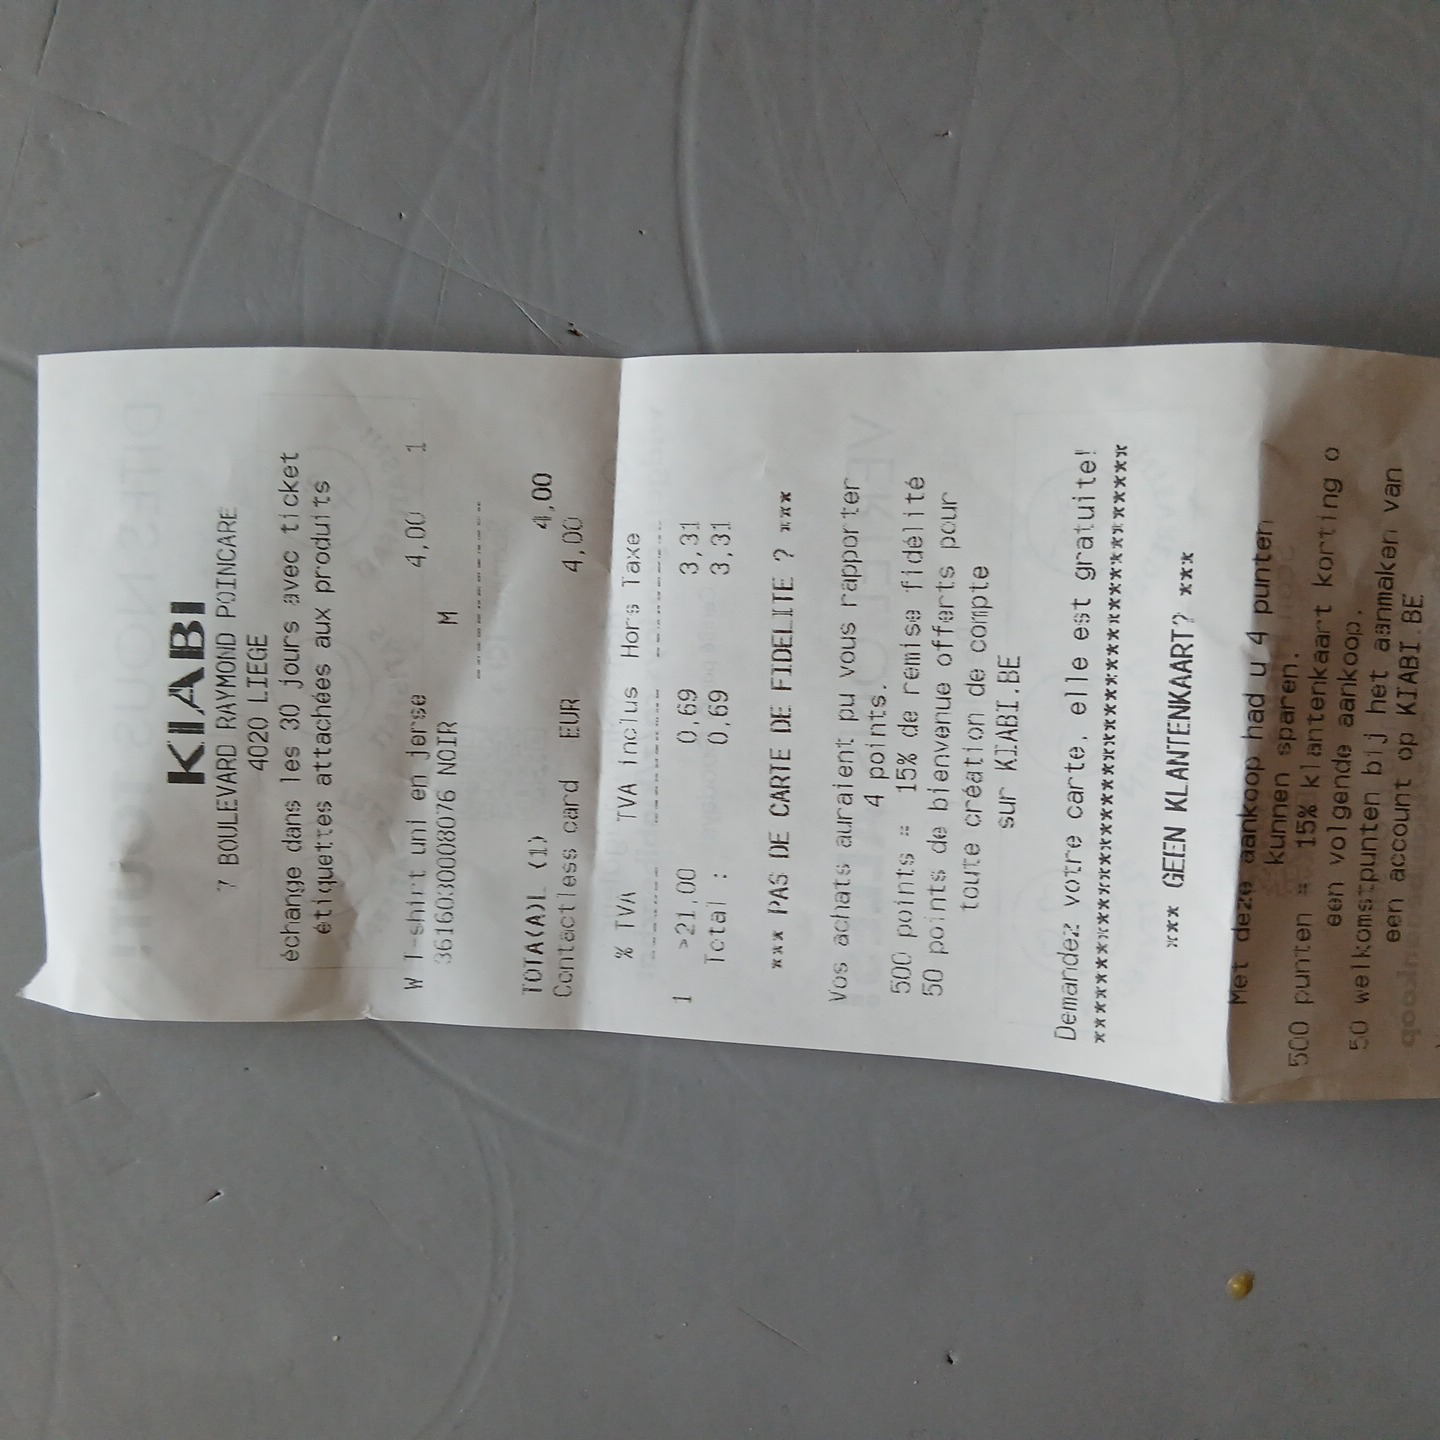 KIABI
7 BOULEVARD RAYMOND POINCARE
4020 LIEGE
échange dans les 30 jours avec ticket
étiquettes attachées aux produits
W T-shirt uni en jerse 4,00 1
3616030008076 NOIR M
--------------------
TOTA(A)L (1) 4,00
Contactless card EUR 4,00
% TVA TVA inclus Hors Taxe
1 >21,00 0,69 3,31
Total : 0,69 3,31
*** PAS DE CARTE DE FIDELITE ? ***
Vos achats auraient pu vous rapporter
4 points.
500 points = 15% de remise fidélité
50 points de bienvenue offerts pour
toute création de compte
sur KIABI.BE
Demandez votre carte, elle est gratuite!
****************************************
*** GEEN KLANTENKAART? ***
Met deze aankoop had u 4 punten
kunnen sparen.
500 punten = 15% klantenkaart korting o
een volgende aankoop.
50 welkomstpunten bij het aanmaken van
een account op KIABI.BE